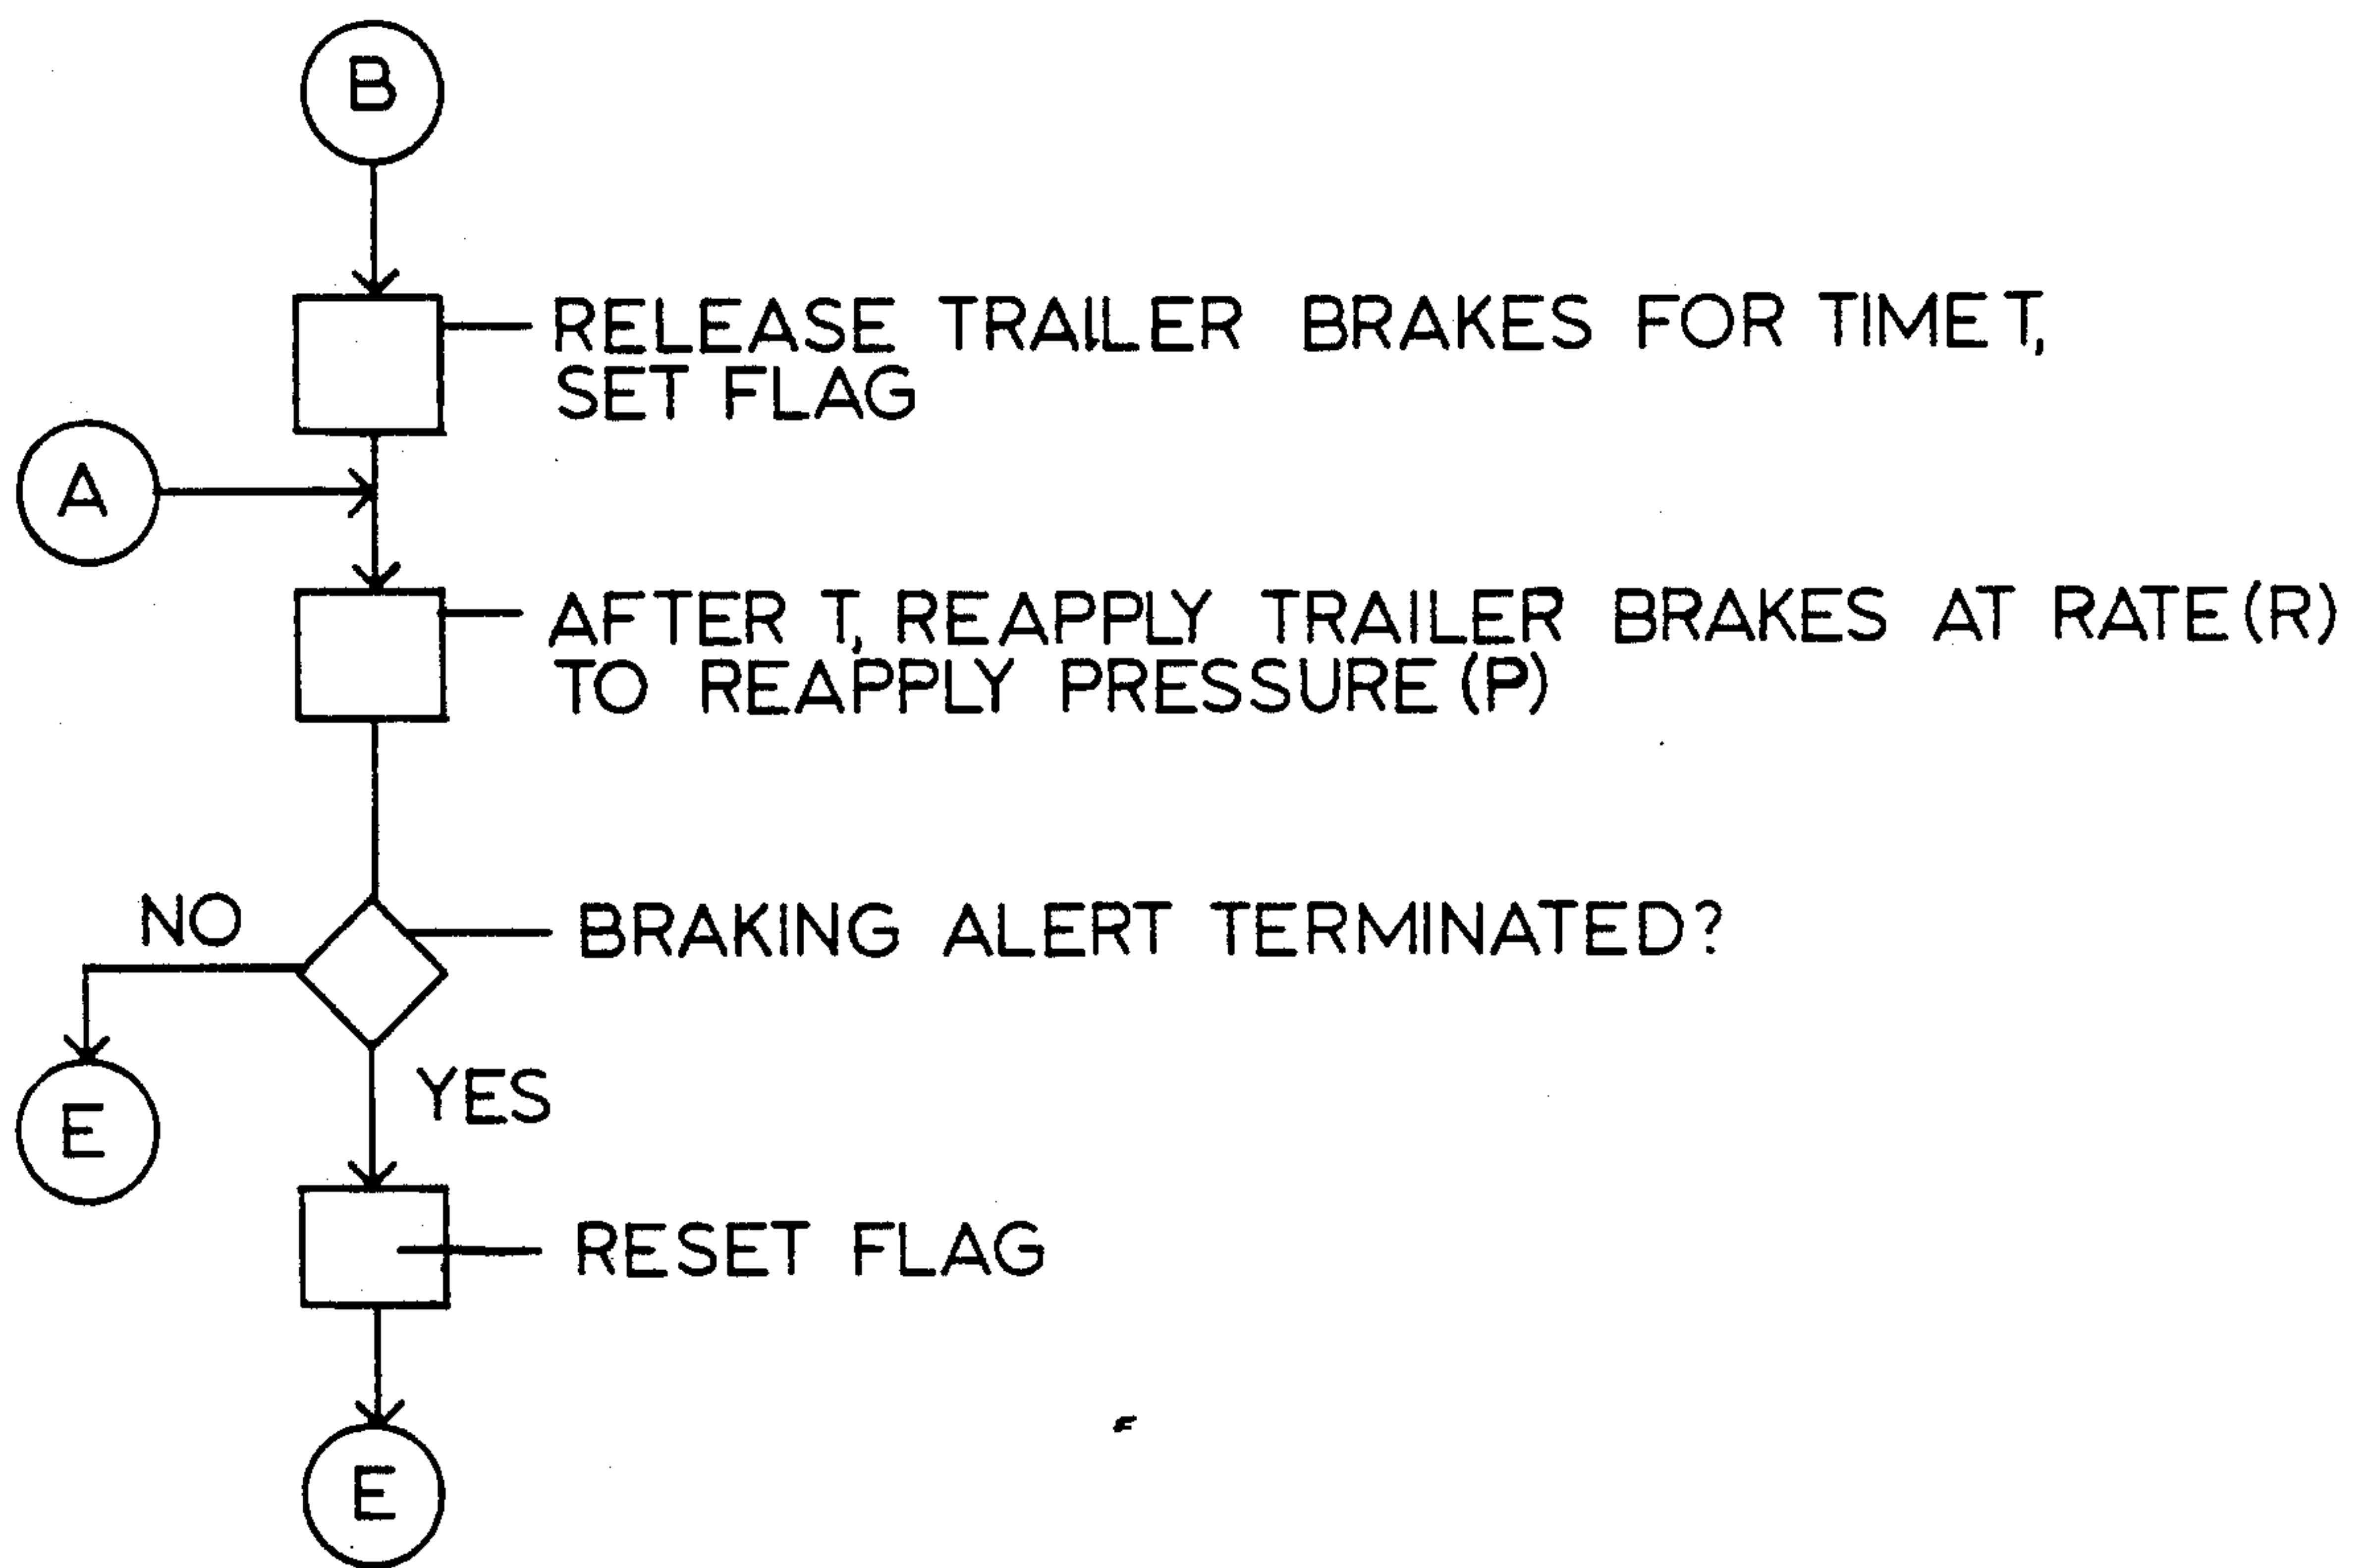 B
RELEASE TRAILER BRAKES FOR TIME T,
SET FLAG
A
AFTER T, REAPPLY TRAILER BRAKES AT RATE (R)
TO REAPPLY PRESSURE (P)
NO
BRAKING ALERT TERMINATED?
E
YES
RESET FLAG
E